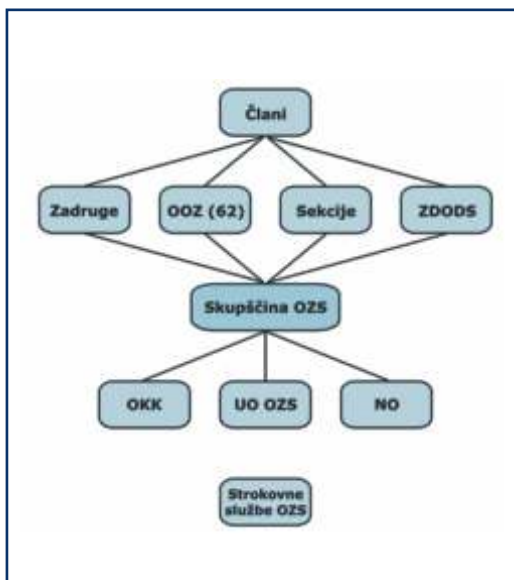 Člani
Zadruge
OOZ (62)
Sekcije
ZDODS
Skupščina OZS
OKK
UO OZS
NO
Strokovne
službe OZS